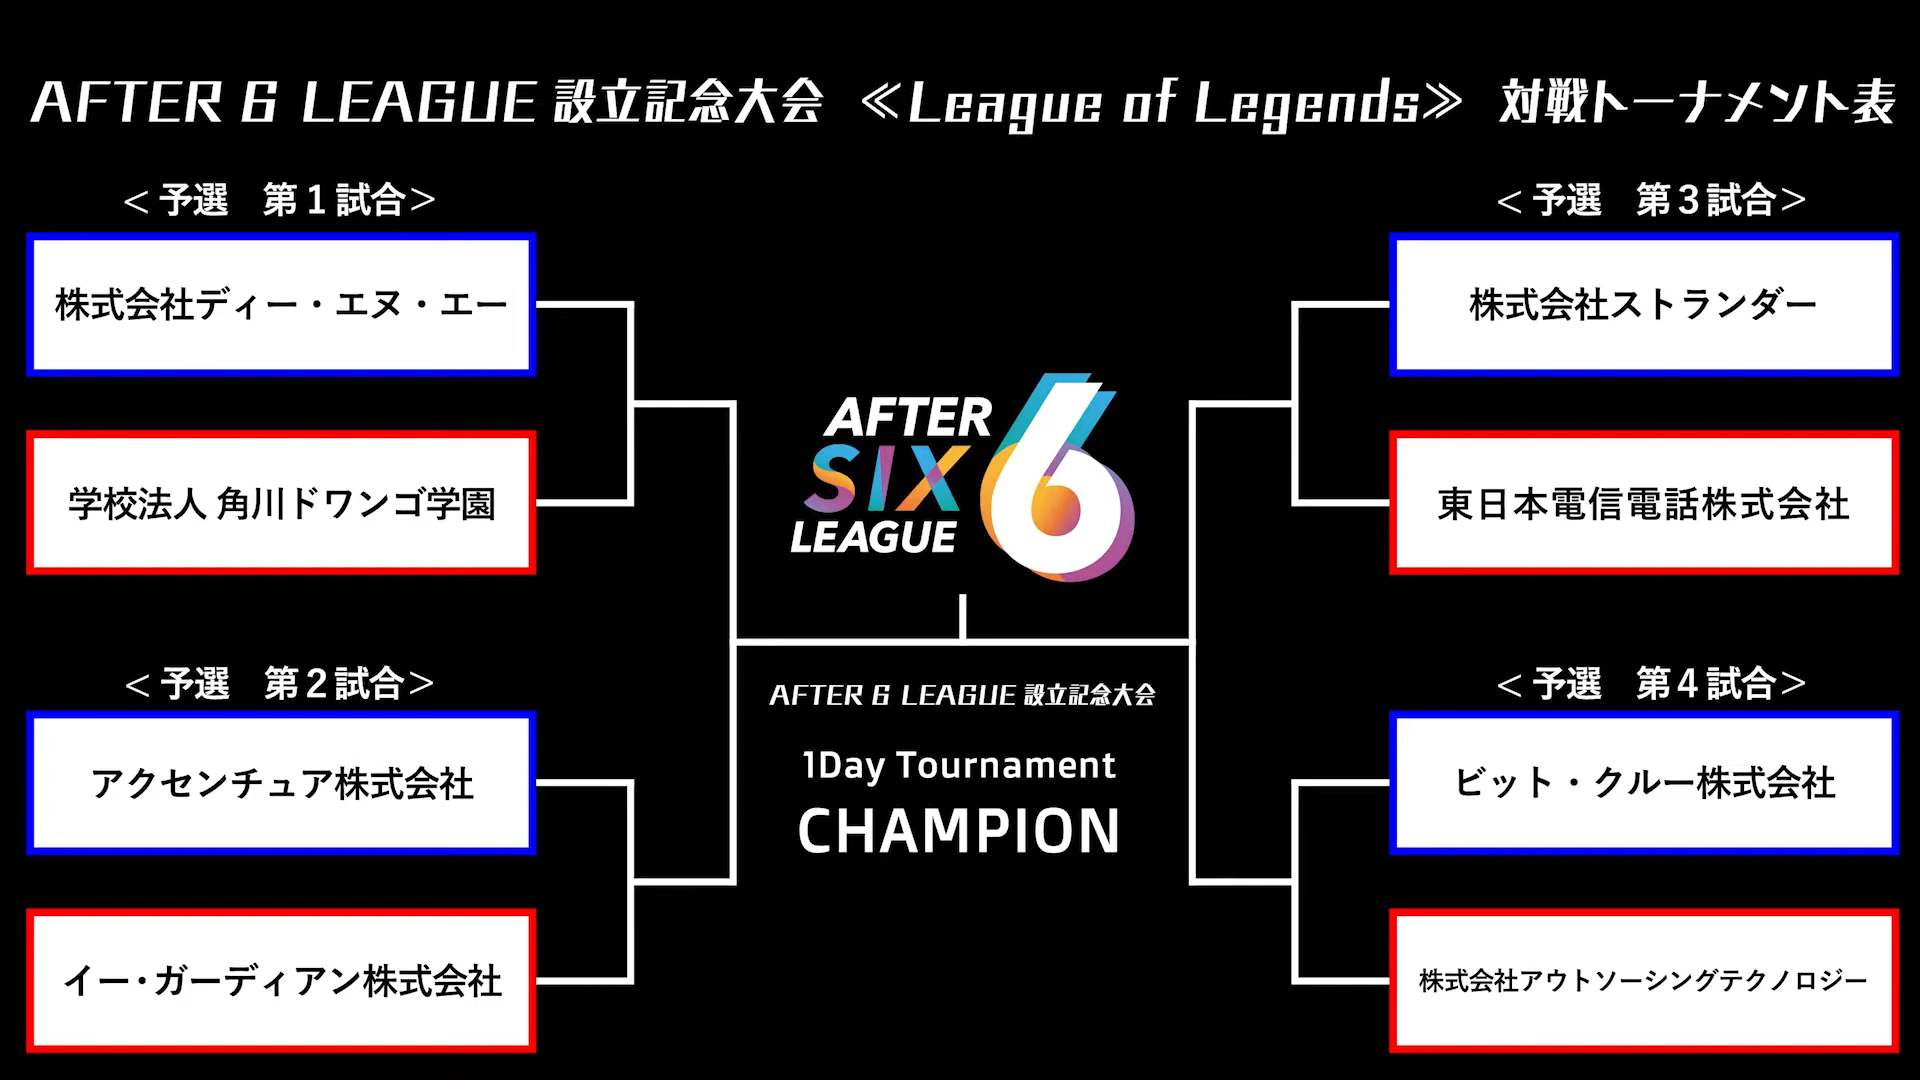 AFTER 6 LEAGUE 設立記念大会 ≪League of Legends≫ 対戦トーナメント表
＜予選　第1試合＞
株式会社ディー・エヌ・エー
学校法人 角川ドワンゴ学園
＜予選　第2試合＞
アクセンチュア株式会社
イー・ガーディアン株式会社
AFTER
SIX
LEAGUE
6
AFTER 6 LEAGUE 設立記念大会
1Day Tournament
CHAMPION
＜予選　第3試合＞
株式会社ストランダー
東日本電信電話株式会社
＜予選　第4試合＞
ビット・クルー株式会社
株式会社アウトソーシングテクノロジー